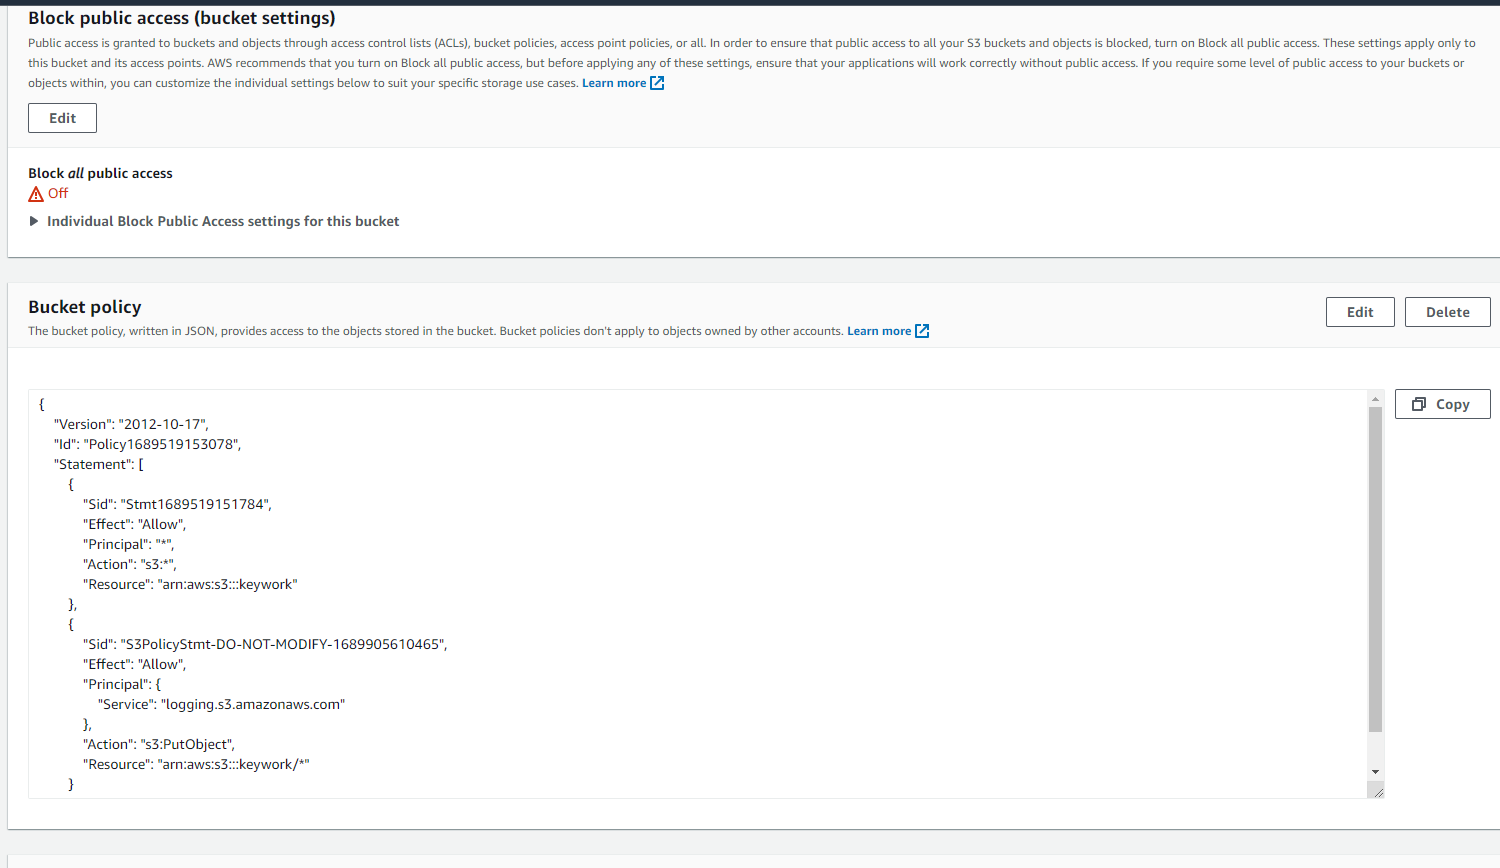 Block public access (bucket settings)
Public access is granted to buckets and objects through access control lists (ACLs), bucket policies, access point policies, or all. In order to ensure that public access to all your S3 buckets and objects is blocked, turn on Block all public access. These settings apply only to
this bucket and its access points. AWS recommends that you turn on Block all public access, but before applying any of these settings, ensure that your applications will work correctly without public access. If you require some level of public access to your buckets or
objects within, you can customize the individual settings below to suit your specific storage use cases. Learn more
Edit
Block all public access
Off
Individual Block Public Access settings for this bucket
Bucket policy
Edit
Delete
The bucket policy, written in JSON, provides access to the objects stored in the bucket. Bucket policies don't apply to objects owned by other accounts. Learn more
Copy
{
"Version": "2012-10-17",
"Id": "Policy1689519153078",
"Statement": [
{
"Sid": "Stmt1689519151784",
"Effect": "Allow",
"Principal": "*",
"Action": "s3:*",
"Resource": "arn:aws:s3:::keywork"
},
{
"Sid": "S3PolicyStmt-DO-NOT-MODIFY-1689905610465",
"Effect": "Allow",
"Principal": {
"Service": "logging.s3.amazonaws.com"
},
"Action": "s3:PutObject",
"Resource": "arn:aws:s3:::keywork/*"
}